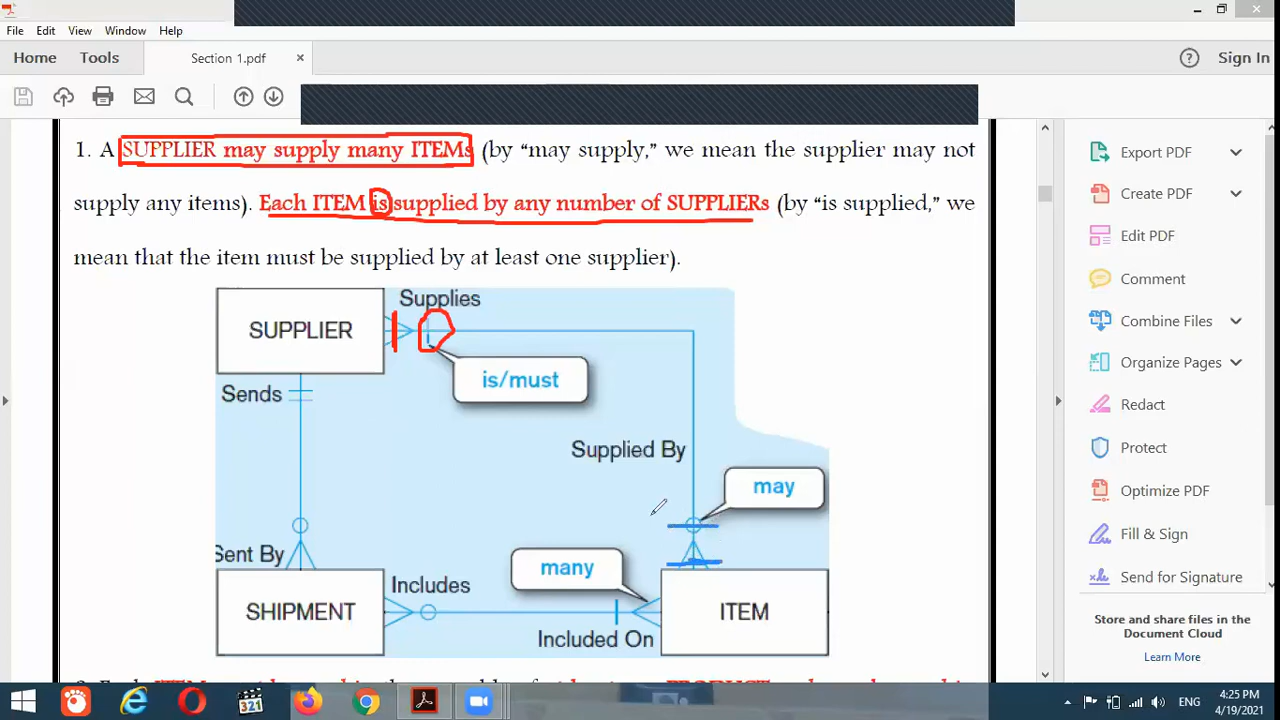 File Edit View Window Help
Home Tools Section 1.pdf × Sign In
1. A SUPPLIER may supply many ITEMs (by “may supply,” we mean the supplier may not
supply any items). Each ITEM is supplied by any number of SUPPLIERs (by “is supplied,” we
mean that the item must be supplied by at least one supplier).
Supplies
SUPPLIER
is/must
Sends
Supplied By
may
Sent By
many
Includes
SHIPMENT
ITEM
Included On
Export PDF
Create PDF
Edit PDF
Comment
Combine Files
Organize Pages
Redact
Protect
Optimize PDF
Fill & Sign
Send for Signature
Store and share files in the
Document Cloud
Learn More
321
ENG
4:25 PM
4/19/2021